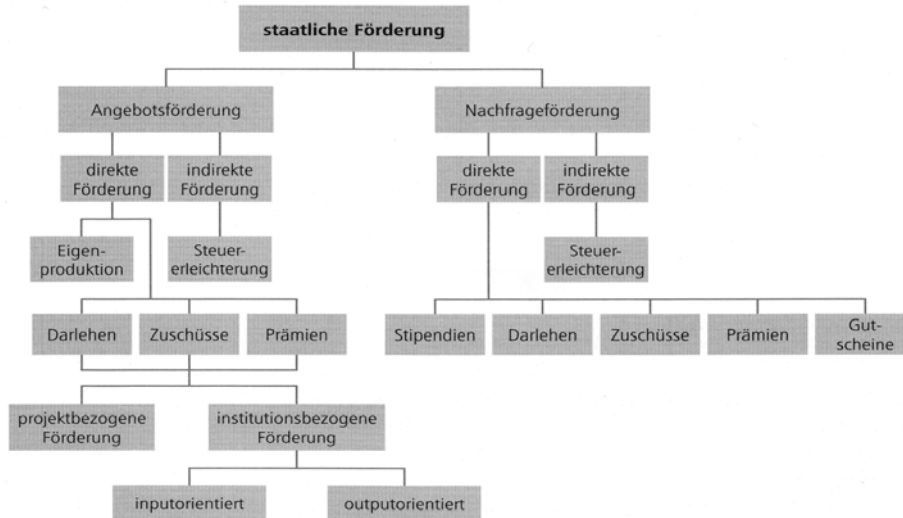 staatliche Förderung
Angebotsförderung
Nachfrageförderung
direkte
Förderung
indirekte
Förderung
direkte
Förderung
indirekte
Förderung
Eigen-
produktion
Steuer-
erleichterung
Steuer-
erleichterung
Darlehen
Zuschüsse
Prämien
Stipendien
Darlehen
Zuschüsse
Prämien
Gut-
scheine
projektbezogene
Förderung
institutionsbezogene
Förderung
inputorientiert
outputorientiert